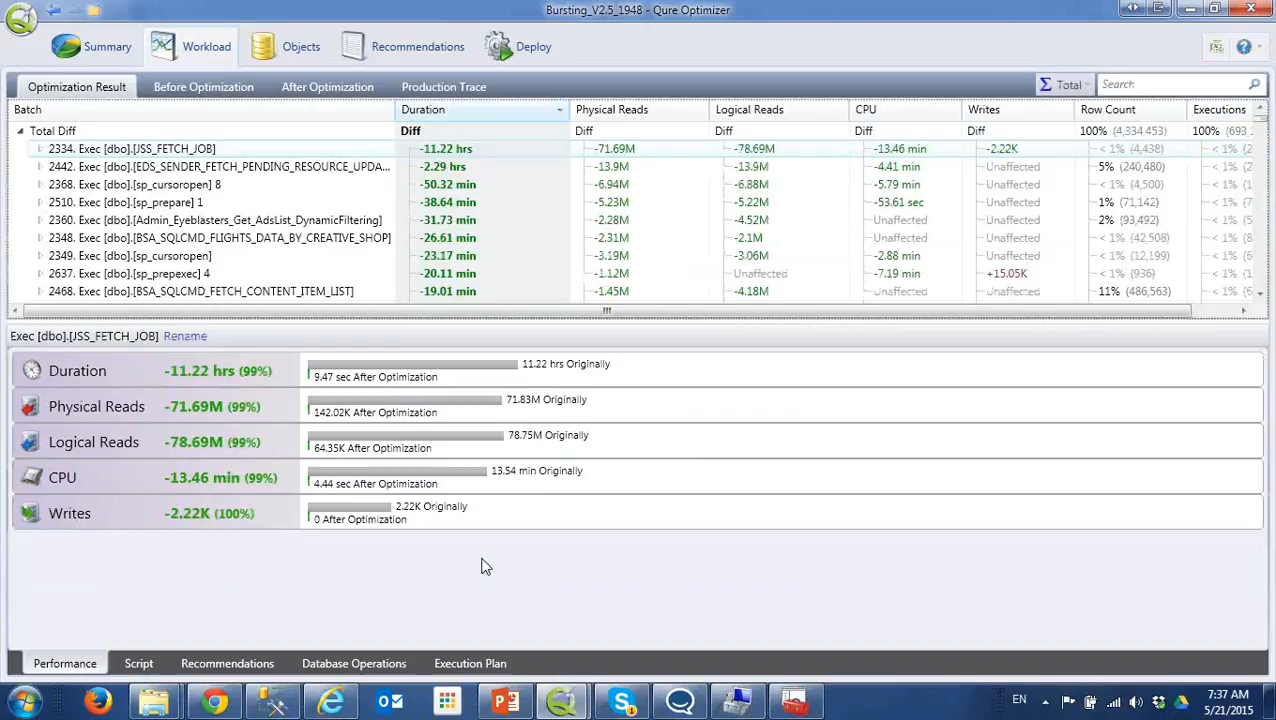 Bursting_V2.5_1948 - Qure Optimizer
Summary Workload Objects Recommendations Deploy
Optimization Result Before Optimization After Optimization Production Trace Σ Total Search
Batch Duration Physical Reads Logical Reads CPU Writes Row Count Executions
Total Diff Diff Diff Diff Diff Diff 100% (4,334,453) 100% (693
2334. Exec [dbo].[JSS_FETCH_JOB] -11.22 hrs -71.69M -78.69M -13.46 min -2.22K < 1% (4,438) < 1% (2
2442. Exec [dbo].[EDS_SENDER_FETCH_PENDING_RESOURCE_UPDA... -2.29 hrs -13.9M -13.9M -4.41 min Unaffected 5% (240,480) < 1% (2
2368. Exec [dbo].[sp_cursoropen] 8 -50.32 min -6.94M -6.88M -5.79 min Unaffected < 1% (4,500) < 1% (
2510. Exec [dbo].[sp_prepare] 1 -38.64 min -5.23M -5.22M -53.61 sec Unaffected 1% (71,142) < 1% (2
2360. Exec [dbo].[Admin_Eyeblasters_Get_AdsList_DynamicFiltering] -31.73 min -2.28M -4.52M Unaffected Unaffected 2% (93,492) < 1% (
2348. Exec [dbo].[BSA_SQLCMD_FLIGHTS_DATA_BY_CREATIVE_SHOP] -26.61 min -2.31M -2.1M Unaffected Unaffected < 1% (42,508) < 1% (
2349. Exec [dbo].[sp_cursoropen] -23.17 min -3.19M -3.06M -2.88 min Unaffected < 1% (12,199) < 1% (
2637. Exec [dbo].[sp_prepexec] 4 -20.11 min -1.12M Unaffected -7.19 min +15.05K < 1% (936) < 1% (
2468. Exec [dbo].[BSA_SQLCMD_FETCH_CONTENT_ITEM_LIST] -19.01 min -1.45M -4.18M Unaffected Unaffected 11% (486,563) < 1% (
Exec [dbo].[JSS_FETCH_JOB] Rename
Duration -11.22 hrs (99%) 11.22 hrs Originally
9.47 sec After Optimization
Physical Reads -71.69M (99%) 71.83M Originally
142.02K After Optimization
Logical Reads -78.69M (99%) 78.75M Originally
64.35K After Optimization
CPU -13.46 min (99%) 13.54 min Originally
4.44 sec After Optimization
Writes -2.22K (100%) 2.22K Originally
0 After Optimization
Performance Script Recommendations Database Operations Execution Plan
EN 7:37 AM
5/21/2015